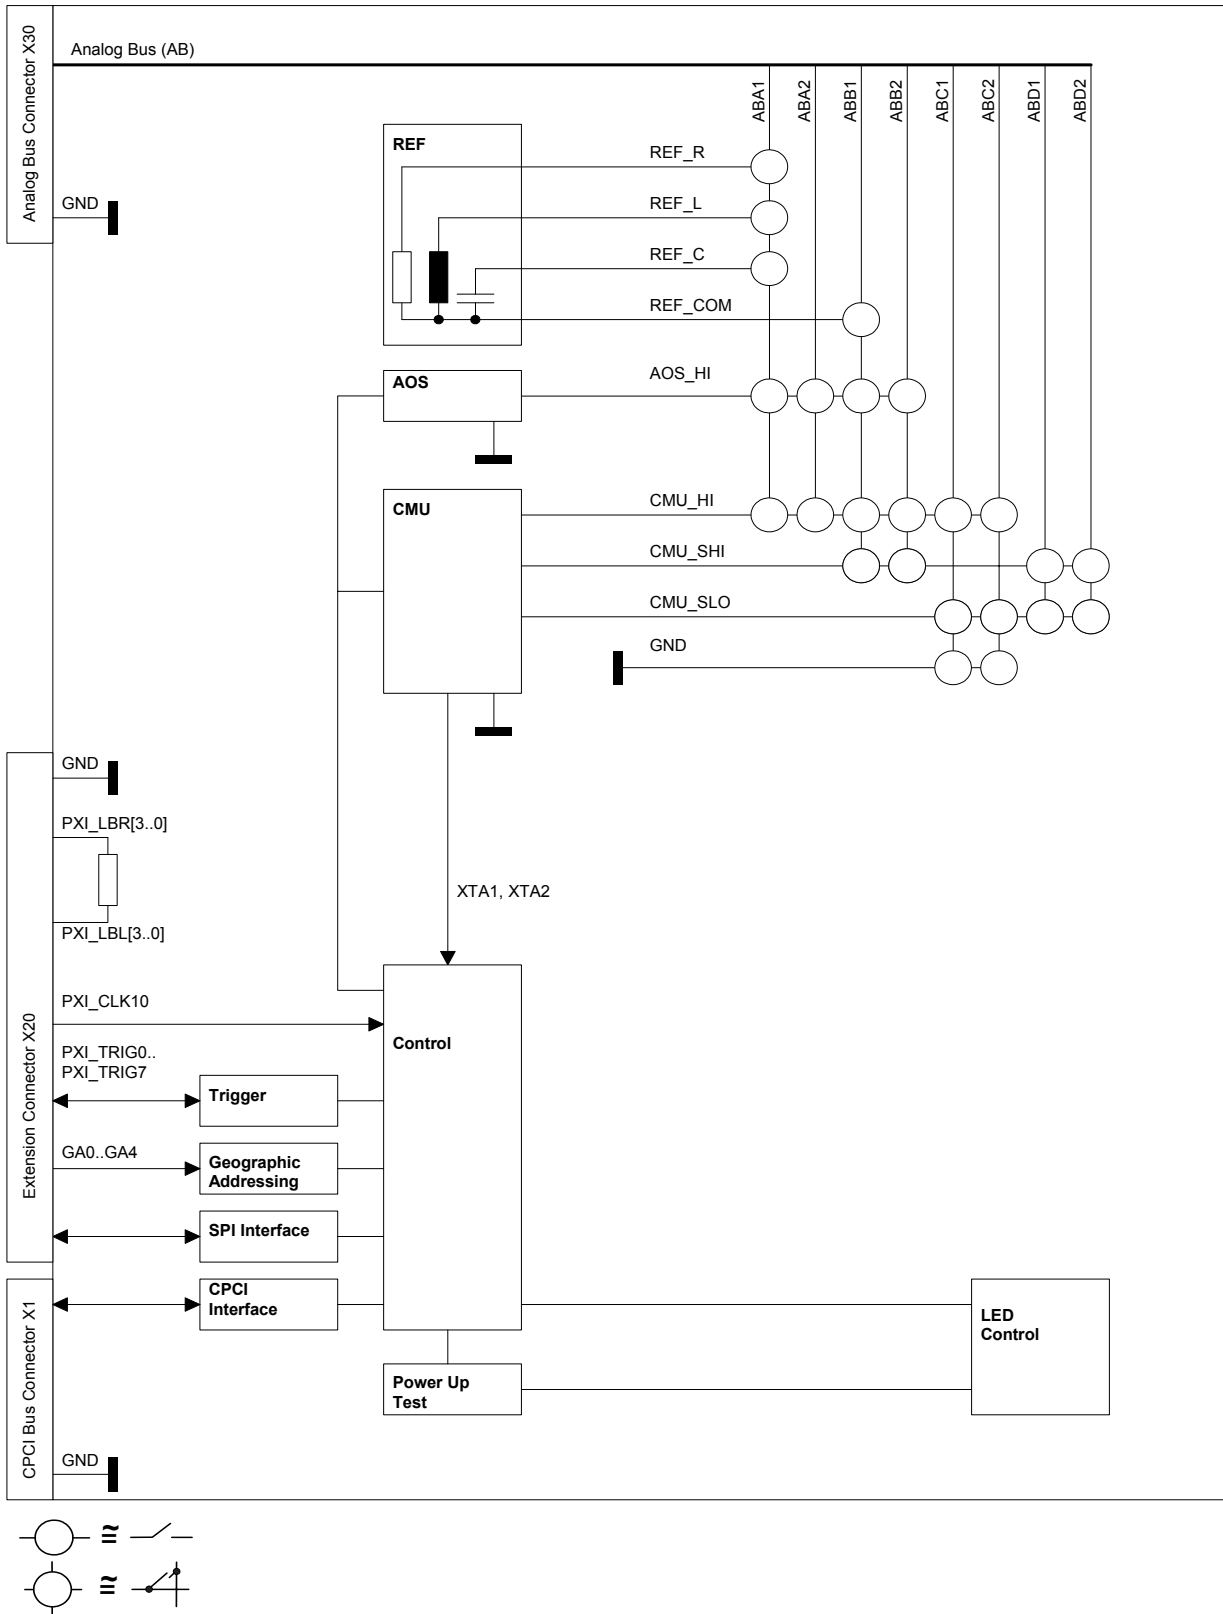 Analog Bus Connector X30
Analog Bus (AB)
ABA1
ABA2
ABB1
ABB2
ABC1
ABC2
ABD1
ABD2
REF
REF_R
GND
REF_L
REF_C
REF_COM
AOS
AOS_HI
CMU
CMU_HI
CMU_SHI
CMU_SLO
GND
Extension Connector X20
GND
PXI_LBR[3..0]
XTA1, XTA2
PXI_LBL[3..0]
PXI_CLK10
Control
PXI_TRIG0..
PXI_TRIG7
Trigger
GA0..GA4
Geographic
Addressing
SPI Interface
CPCI Bus Connector X1
CPCI
Interface
LED
Control
Power Up
Test
GND
≅
≅